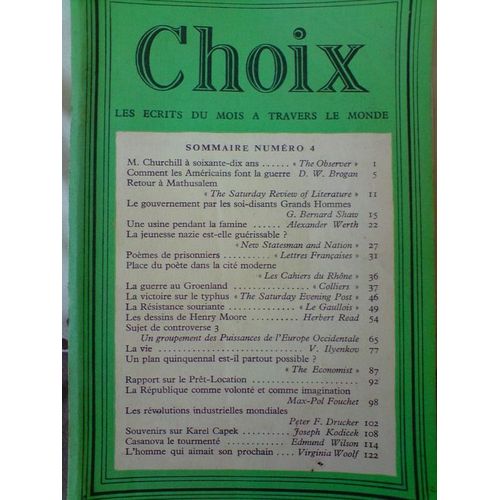 Choix
LES ECRITS DU MOIS A TRAVERS LE MONDE
SOMMAIRE NUMÉRO 4
M. Churchill à soixante-dix ans ...... « The Observer » 1
Comment les Américains font la guerre D. W. Brogan 5
Retour à Mathusalem
« The Saturday Review of Literature » 11
Le gouvernement par les soi-disants Grands Hommes
G. Bernard Shaw 15
Une usine pendant la famine ...... Alexander Werth 22
La jeunesse nazie est-elle guérissable ?
« New Statesman and Nation » 27
Poèmes de prisonniers .......... « Lettres Françaises » 31
Place du poète dans la cité moderne
« Les Cahiers du Rhône » 36
La guerre au Groenland ............ « Colliers » 37
La victoire sur le typhus « The Saturday Evening Post » 46
La Résistance souriante .......... « Le Gaullois » 49
Les dessins de Henry Moore .......... Herbert Read 54
Sujet de controverse 3
Un groupement des Puissances de l'Europe Occidentale 65
La vie .......................... V. Ilyenkov 77
Un plan quinquennal est-il partout possible ?
« The Economist » 87
Rapport sur le Prêt-Location .................... 92
La République comme volonté et comme imagination
Max-Pol Fouchet 98
Les révolutions industrielles mondiales
Peter F. Drucker 102
Souvenirs sur Karel Capek .......... Joseph Kodicek 108
Casanova le tourmenté ............ Edmund Wilson 114
L'homme qui aimait son prochain .... Virginia Woolf 122